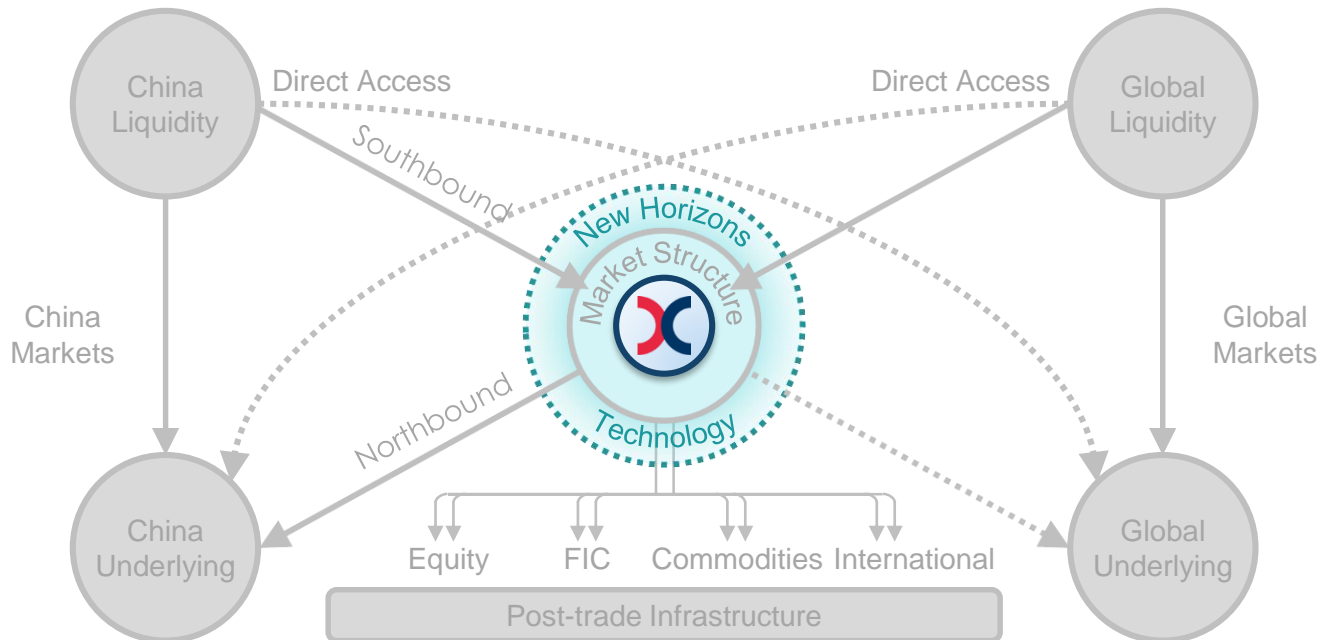 China
Liquidity
Direct Access
Direct Access
Global
Liquidity
Southbound
New Horizons
Market Structure
China
Markets
Global
Markets
Northbound
Technology
China
Underlying
Equity
FIC
Commodities
International
Global
Underlying
Post-trade Infrastructure